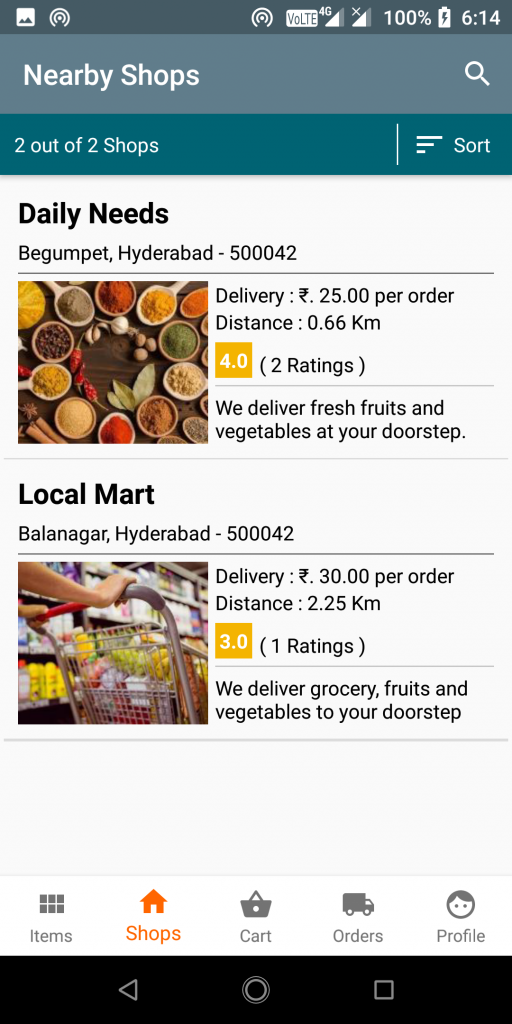 VoLTE 4G 100% 6:14
Nearby Shops
2 out of 2 Shops Sort
Daily Needs
Begumpet, Hyderabad - 500042
Delivery : ₹. 25.00 per order
Distance : 0.66 Km
4.0 ( 2 Ratings )
We deliver fresh fruits and
vegetables at your doorstep.
Local Mart
Balanagar, Hyderabad - 500042
Delivery : ₹. 30.00 per order
Distance : 2.25 Km
3.0 ( 1 Ratings )
We deliver grocery, fruits and
vegetables to your doorstep
Items Shops Cart Orders Profile